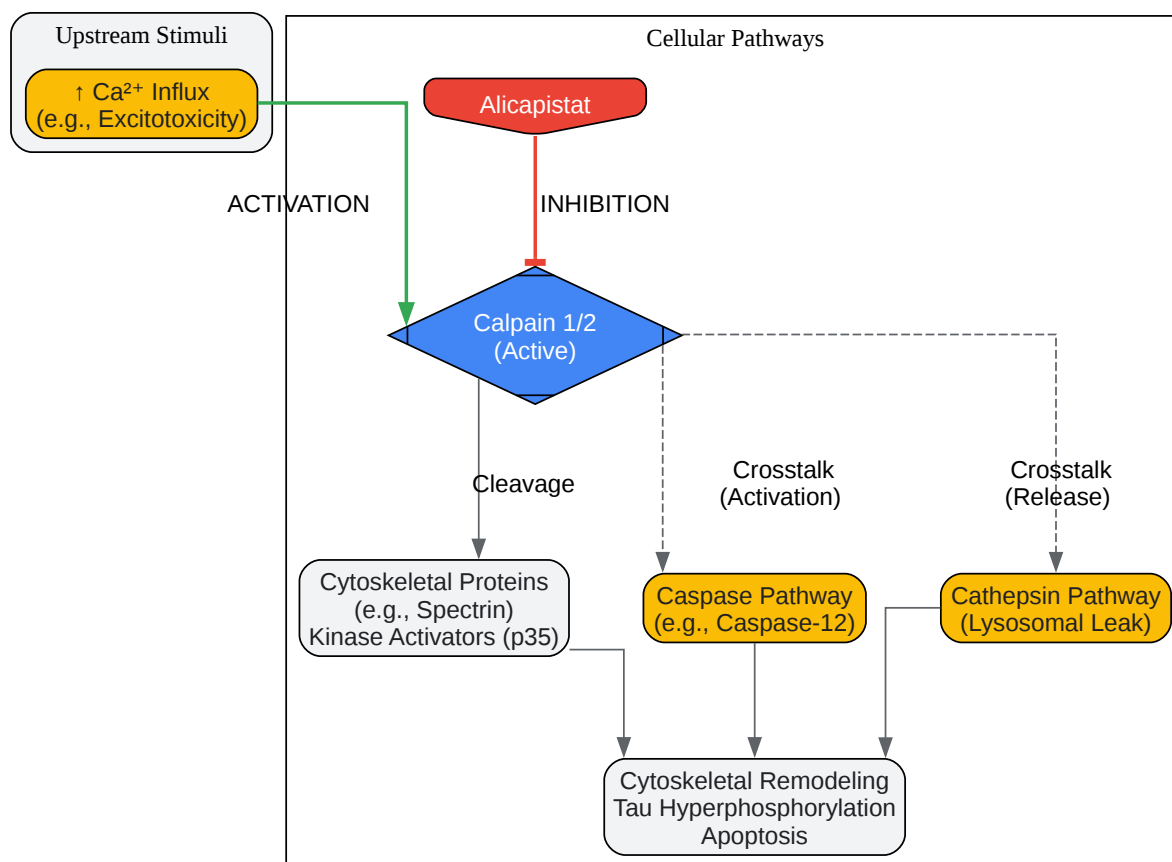 Upstream Stimuli
Cellular Pathways
↑ Ca²⁺ Influx
(e.g., Excitotoxicity)
Alicapistat
ACTIVATION
INHIBITION
Calpain 1/2
(Active)
Cleavage
Crosstalk
(Activation)
Crosstalk
(Release)
Cytoskeletal Proteins
(e.g., Spectrin)
Kinase Activators (p35)
Caspase Pathway
(e.g., Caspase-12)
Cathepsin Pathway
(Lysosomal Leak)
Cytoskeletal Remodeling
Tau Hyperphosphorylation
Apoptosis